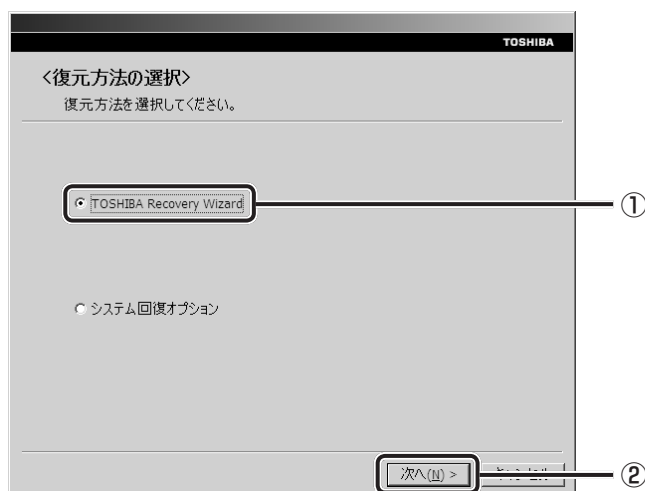 TOSHIBA
<復元方法の選択>
復元方法を選択してください。
TOSHIBA Recovery Wizard
①
システム回復オプション
次へ(N) >
②